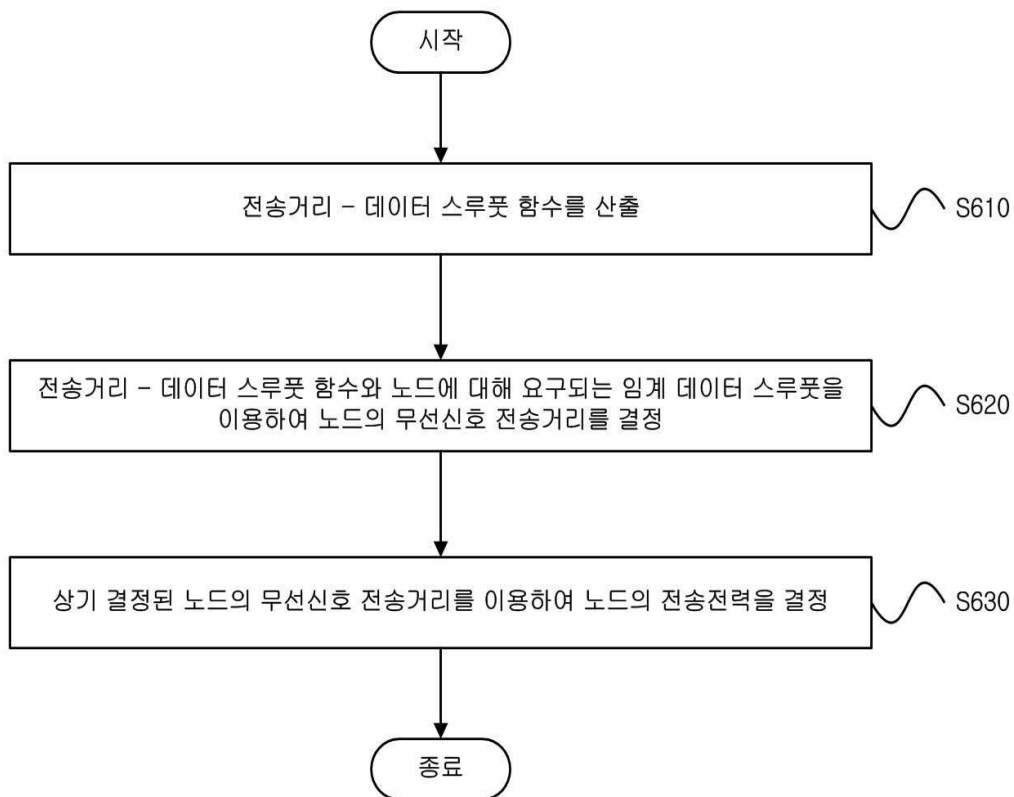 시작
전송거리 – 데이터 스루풋 함수를 산출
S610
전송거리 – 데이터 스루풋 함수와 노드에 대해 요구되는 임계 데이터 스루풋을
이용하여 노드의 무선신호 전송거리를 결정
S620
상기 결정된 노드의 무선신호 전송거리를 이용하여 노드의 전송전력을 결정
S630
종료